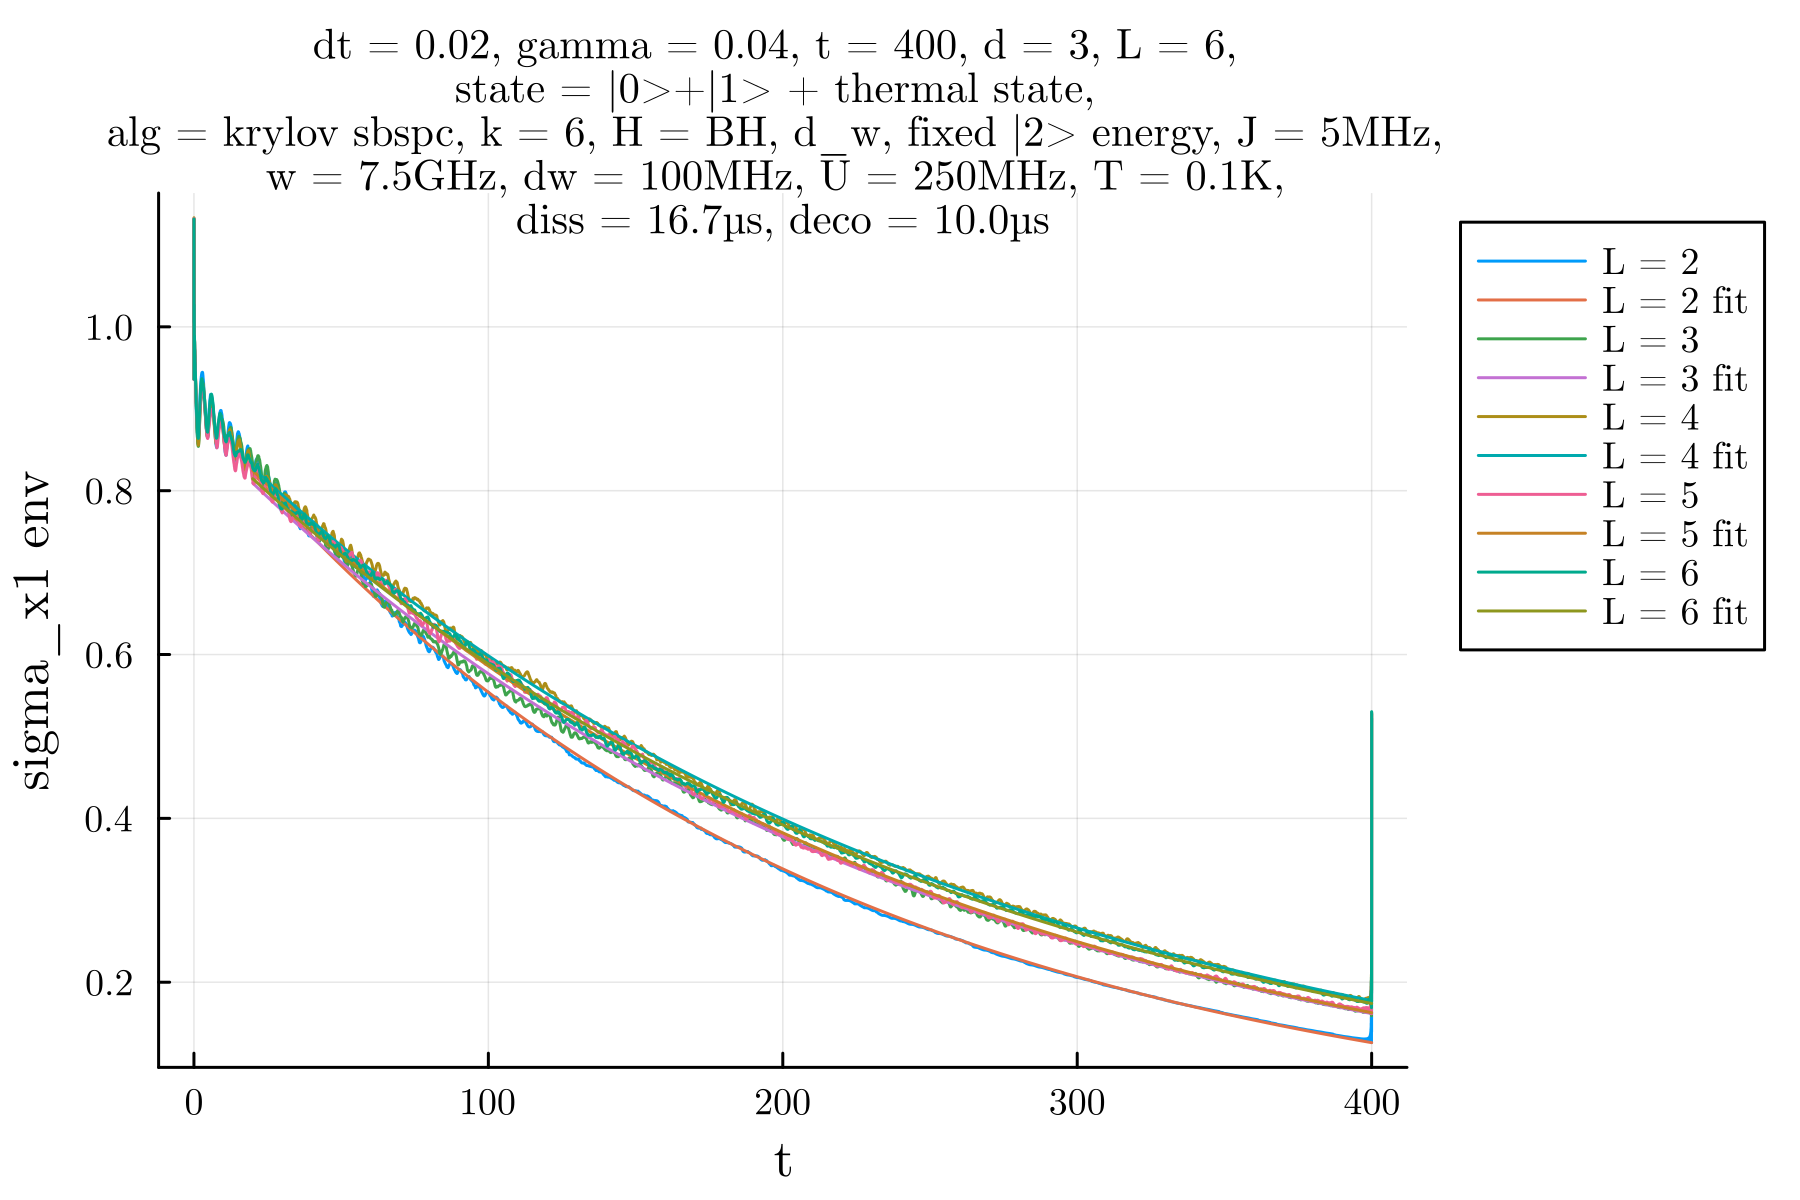 dt = 0.02, gamma = 0.04, t = 400, d = 3, L = 6,
state = |0>+|1> + thermal state,
alg = krylov sbspc, k = 6, H = BH, d_w, fixed |2> energy, J = 5MHz,
w = 7.5GHz, dw = 100MHz, U = 250MHz, T = 0.1K,
diss = 16.7µs, deco = 10.0µs
L = 2
L = 2 fit
L = 3
L = 3 fit
L = 4
L = 4 fit
L = 5
L = 5 fit
L = 6
L = 6 fit
sigma_x1 env
1.0
0.8
0.6
0.4
0.2
0
100
200
300
400
t